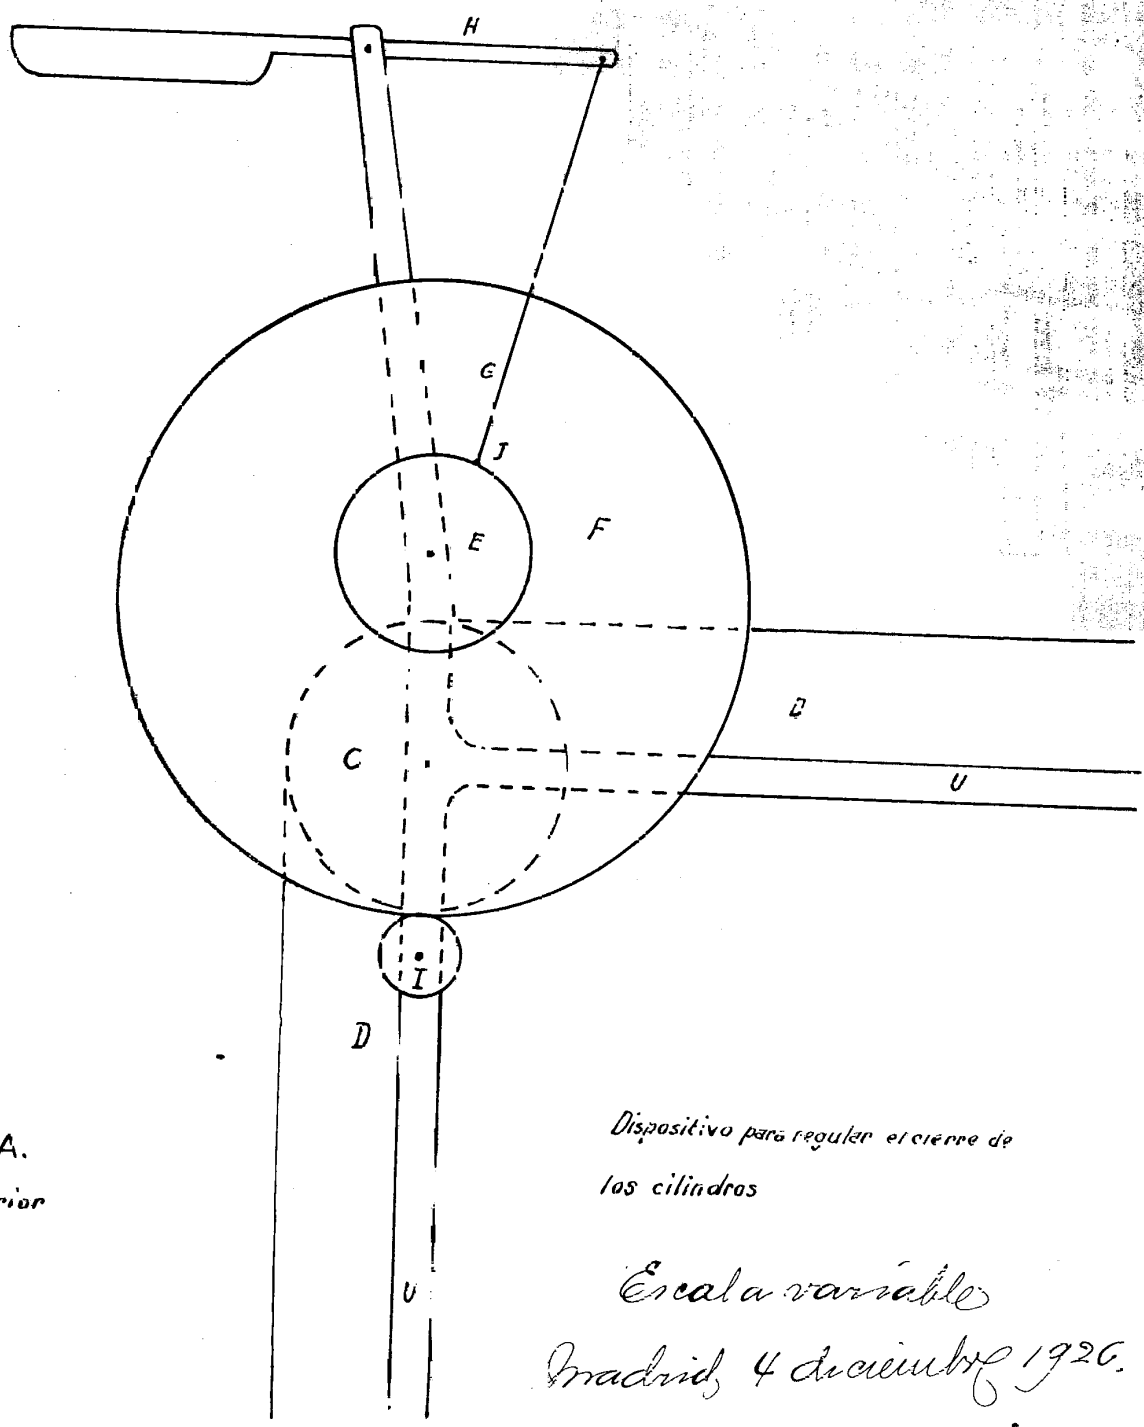 H
G
J
E
F
D
C
U
I
D
A.
rior
Dispositivo para regular el cierre de
los cilindros
U
Escala variable
Madrid, 4 diciembre 1926.